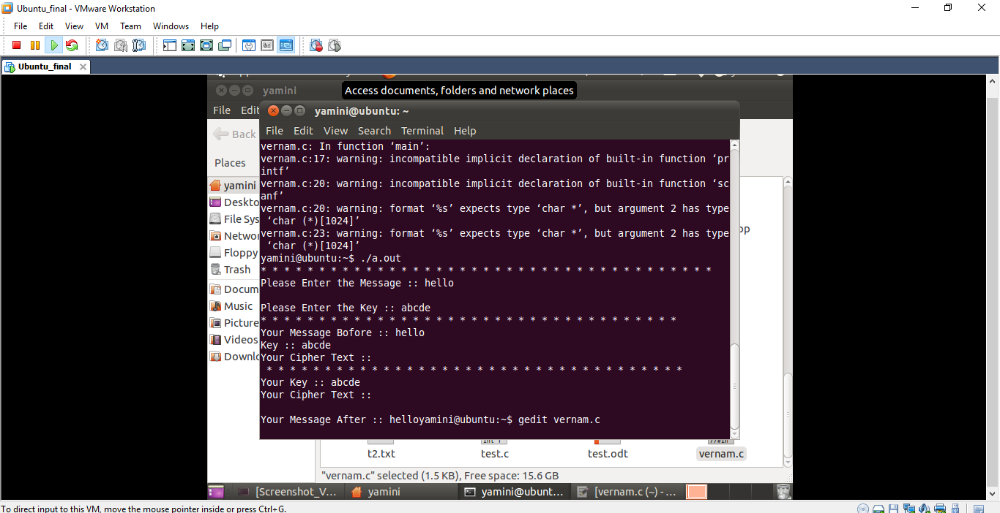 Ubuntu_final - VMware Workstation
File Edit View VM Team Windows Help
Ubuntu_final
yamini
Access documents, folders and network places
File Edit
yamini@ubuntu: ~
Back
File Edit View Search Terminal Help
Places
yamini
Deskto
File Sys
Networ
Floppy
Trash
Docum
Music
Picture
Videos
Downlo
vernam.c: In function ‘main’:
vernam.c:17: warning: incompatible implicit declaration of built-in function ‘pr
intf’
vernam.c:20: warning: incompatible implicit declaration of built-in function ‘sc
anf’
vernam.c:20: warning: format ‘%s’ expects type ‘char *’, but argument 2 has type
‘char (*)[1024]’
vernam.c:23: warning: format ‘%s’ expects type ‘char *’, but argument 2 has type
‘char (*)[1024]’
yamini@ubuntu:~$ ./a.out
* * * * * * * * * * * * * * * * * * * * * * * * * * * * * * * * * * * * * * *
Please Enter the Message :: hello
Please Enter the Key :: abcde
* * * * * * * * * * * * * * * * * * * * * * * * * * * * * * * * * * * *
Your Message Bofore :: hello
Key :: abcde
Your Cipher Text ::
* * * * * * * * * * * * * * * * * * * * * * * * * * * * * * * * * * * *
Your Key :: abcde
Your Cipher Text ::
Your Message After :: helloyamini@ubuntu:~$ gedit vernam.c
pp
t2.txt test.c test.odt vernam.c
"vernam.c" selected (1.5 KB), Free space: 15.6 GB
[Screenshot_V... yamini yamini@ubunt... [vernam.c (~) - ...
To direct input to this VM, move the mouse pointer inside or press Ctrl+G.